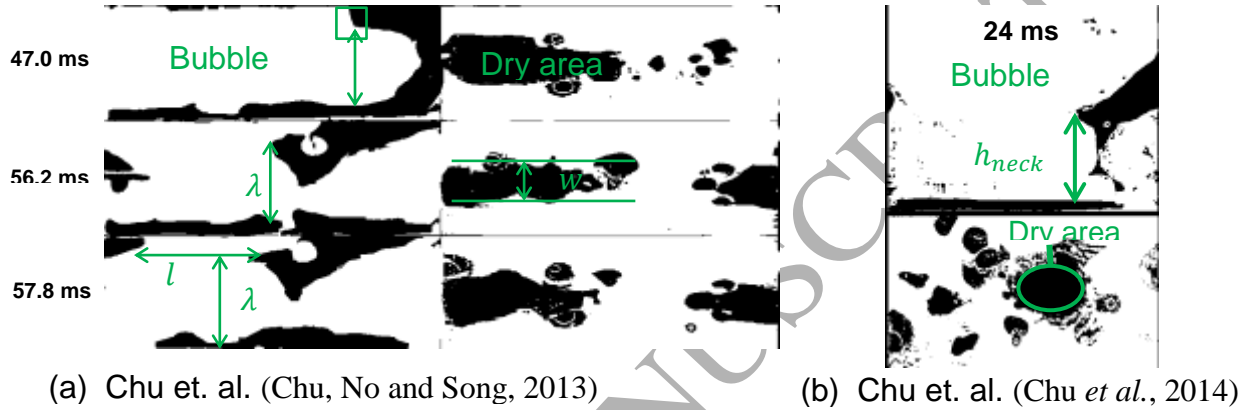 47.0 ms
Bubble
Dry area
56.2 ms
λ
w
57.8 ms
l
λ
24 ms
Bubble
h_neck
Dry area
(a) Chu et. al. (Chu, No and Song, 2013)
(b) Chu et. al. (Chu et al., 2014)